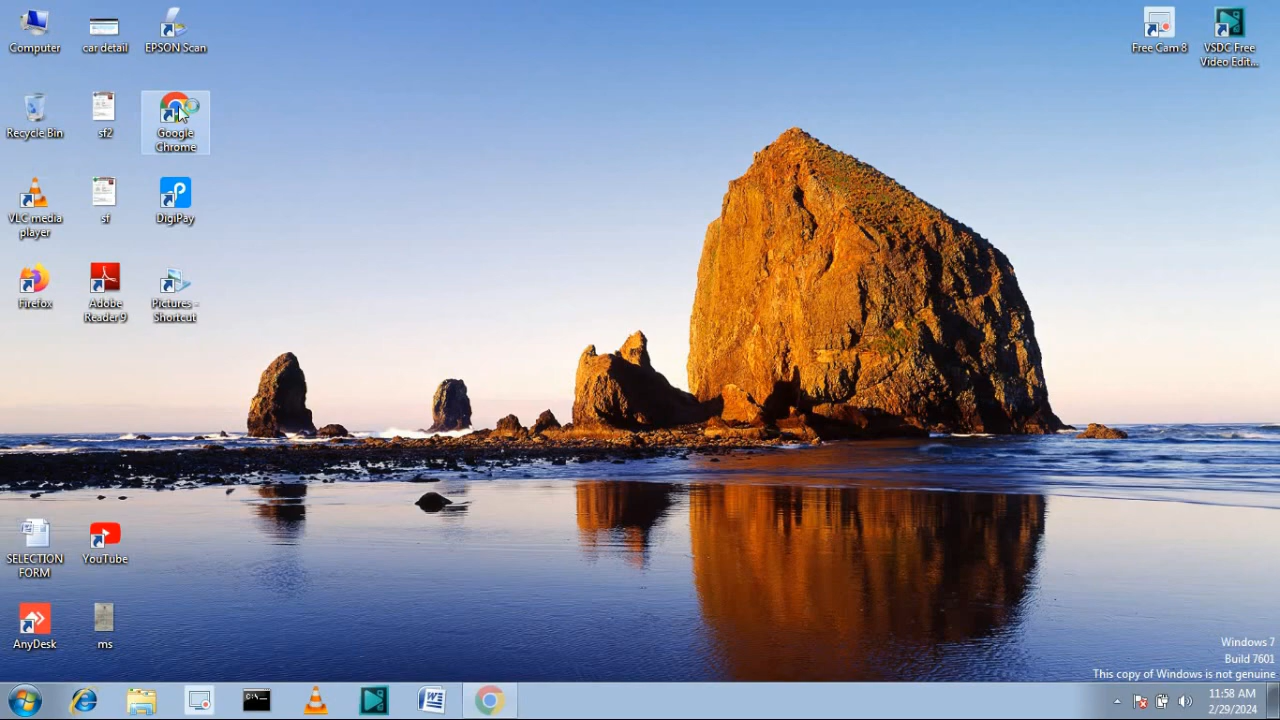 Computer
car detail
EPSON Scan
Free Cam 8
VSDC Free
Video Edit...
Recycle Bin
sf2
Google
Chrome
VLC media
player
sf
DigiPay
Firefox
Adobe
Reader 9
Pictures -
Shortcut
SELECTION
FORM
YouTube
AnyDesk
ms
Windows 7
Build 7601
This copy of Windows is not genuine
11:58 AM
2/29/2024